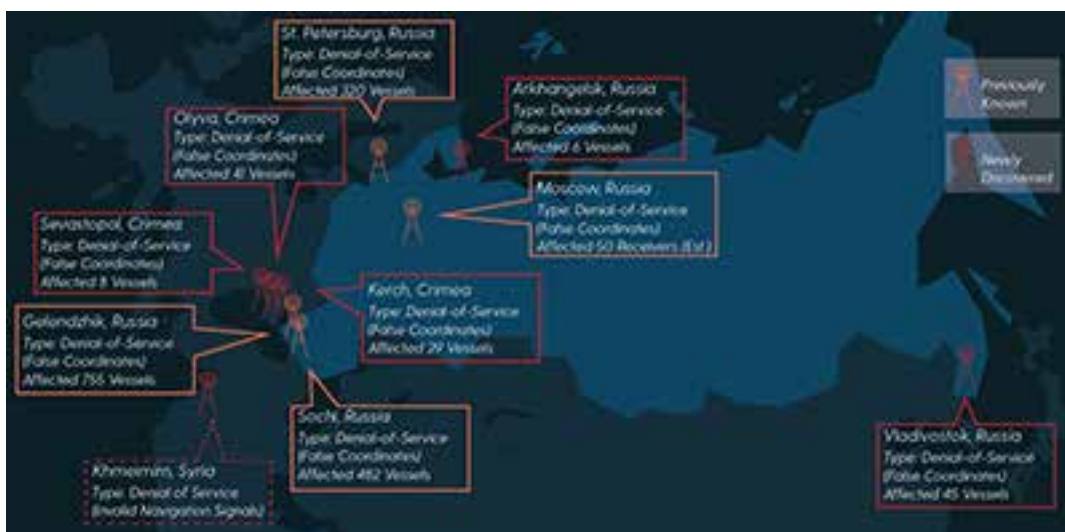 St. Petersburg, Russia
Type: Denial-of-Service
(False Coordinates)
Affected 320 Vessels
Arkhangelsk, Russia
Type: Denial-of-Service
(False Coordinates)
Affected 6 Vessels
Previously
Known
Newly
Discovered
Olyva, Crimea
Type: Denial-of-Service
(False Coordinates)
Affected 41 Vessels
Moscow, Russia
Type: Denial-of-Service
(False Coordinates)
Affected 50 Receivers (Est.)
Sevastopol, Crimea
Type: Denial-of-Service
(False Coordinates)
Affected Vessels
Kerch, Crimea
Type: Denial-of-Service
(False Coordinates)
Affected 29 Vessels
Gelendzhik, Russia
Type: Denial-of-Service
(False Coordinates)
Affected 755 Vessels
Sochi, Russia
Type: Denial-of-Service
(False Coordinates)
Affected 462 Vessels
Vladivostok, Russia
Type: Denial-of-Service
(False Coordinates)
Affected 45 Vessels
Khmeimim, Syria
Type: Denial of Service
(Invalid Navigation Signals)